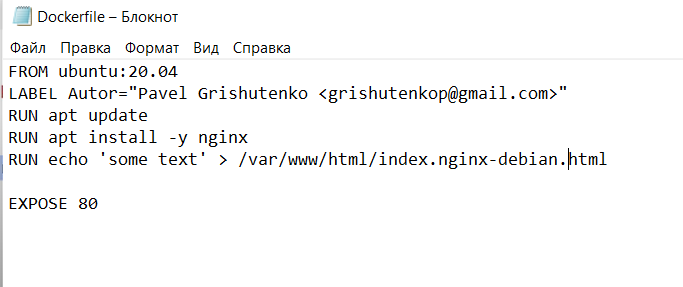 Dockerfile – Блокнот
Файл Правка Формат Вид Справка
FROM ubuntu:20.04
LABEL Autor="Pavel Grishutenko <grishutenkop@gmail.com>"
RUN apt update
RUN apt install -y nginx
RUN echo 'some text' > /var/www/html/index.nginx-debian.html
EXPOSE 80